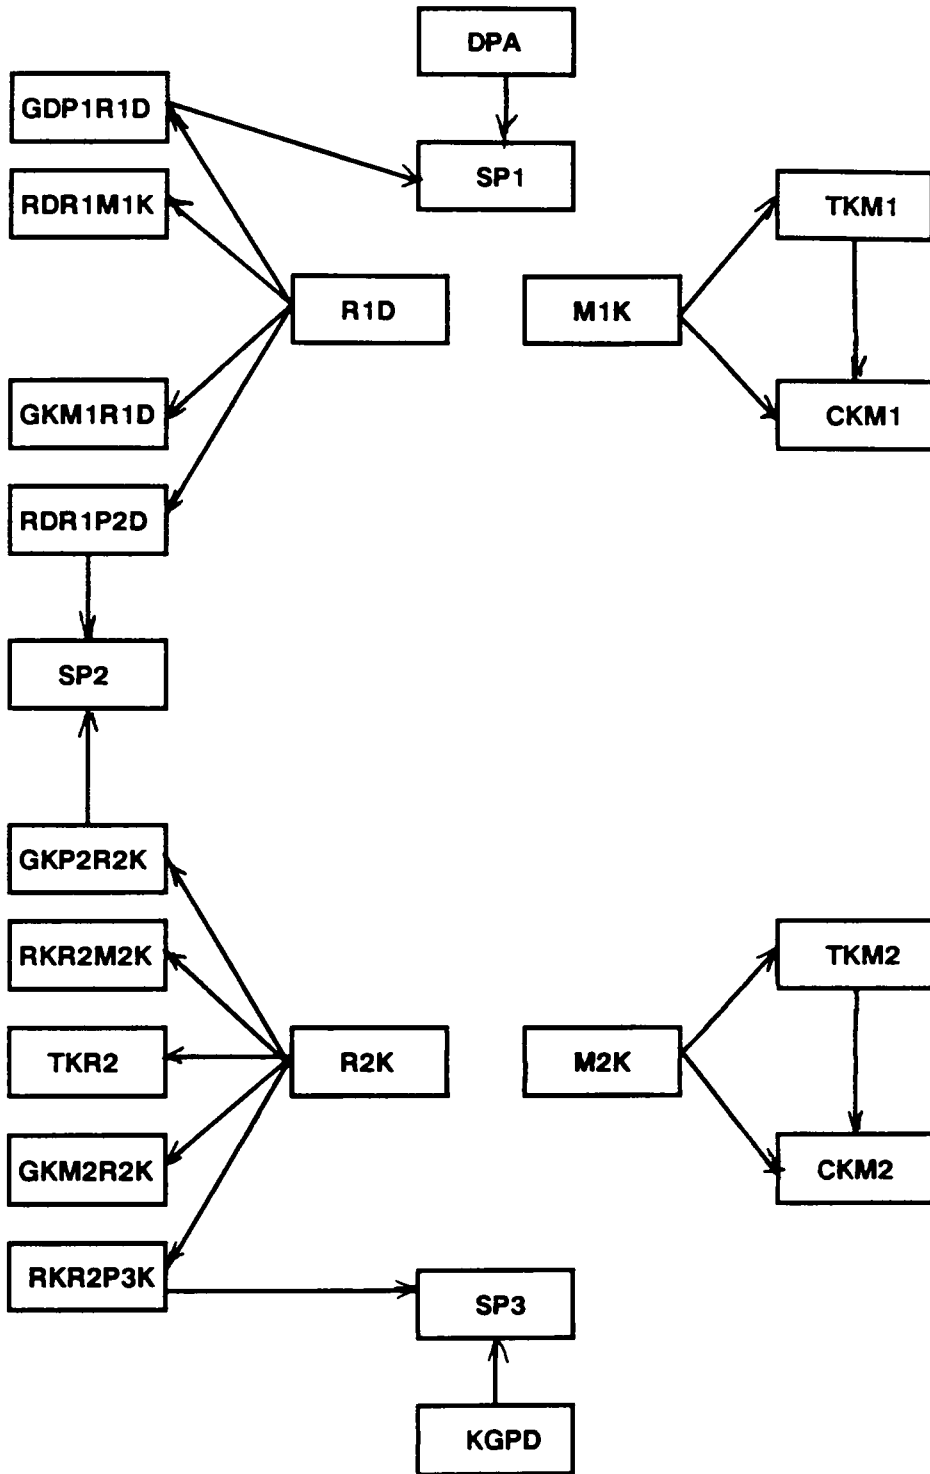 DPA
GDP1R1D
SP1
RDR1M1K
TKM1
R1D
M1K
GKM1R1D
CKM1
RDR1P2D
SP2
GKP2R2K
RKR2M2K
TKM2
TKR2
R2K
M2K
GKM2R2K
CKM2
RKR2P3K
SP3
KGPD